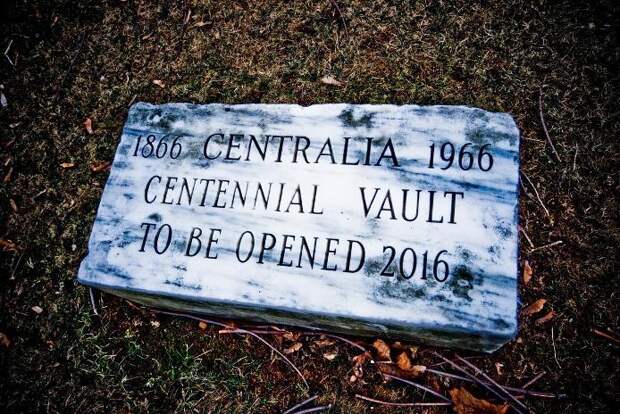 1866 CENTRALIA 1966
CENTENNIAL VAULT
TO BE OPENED 2016